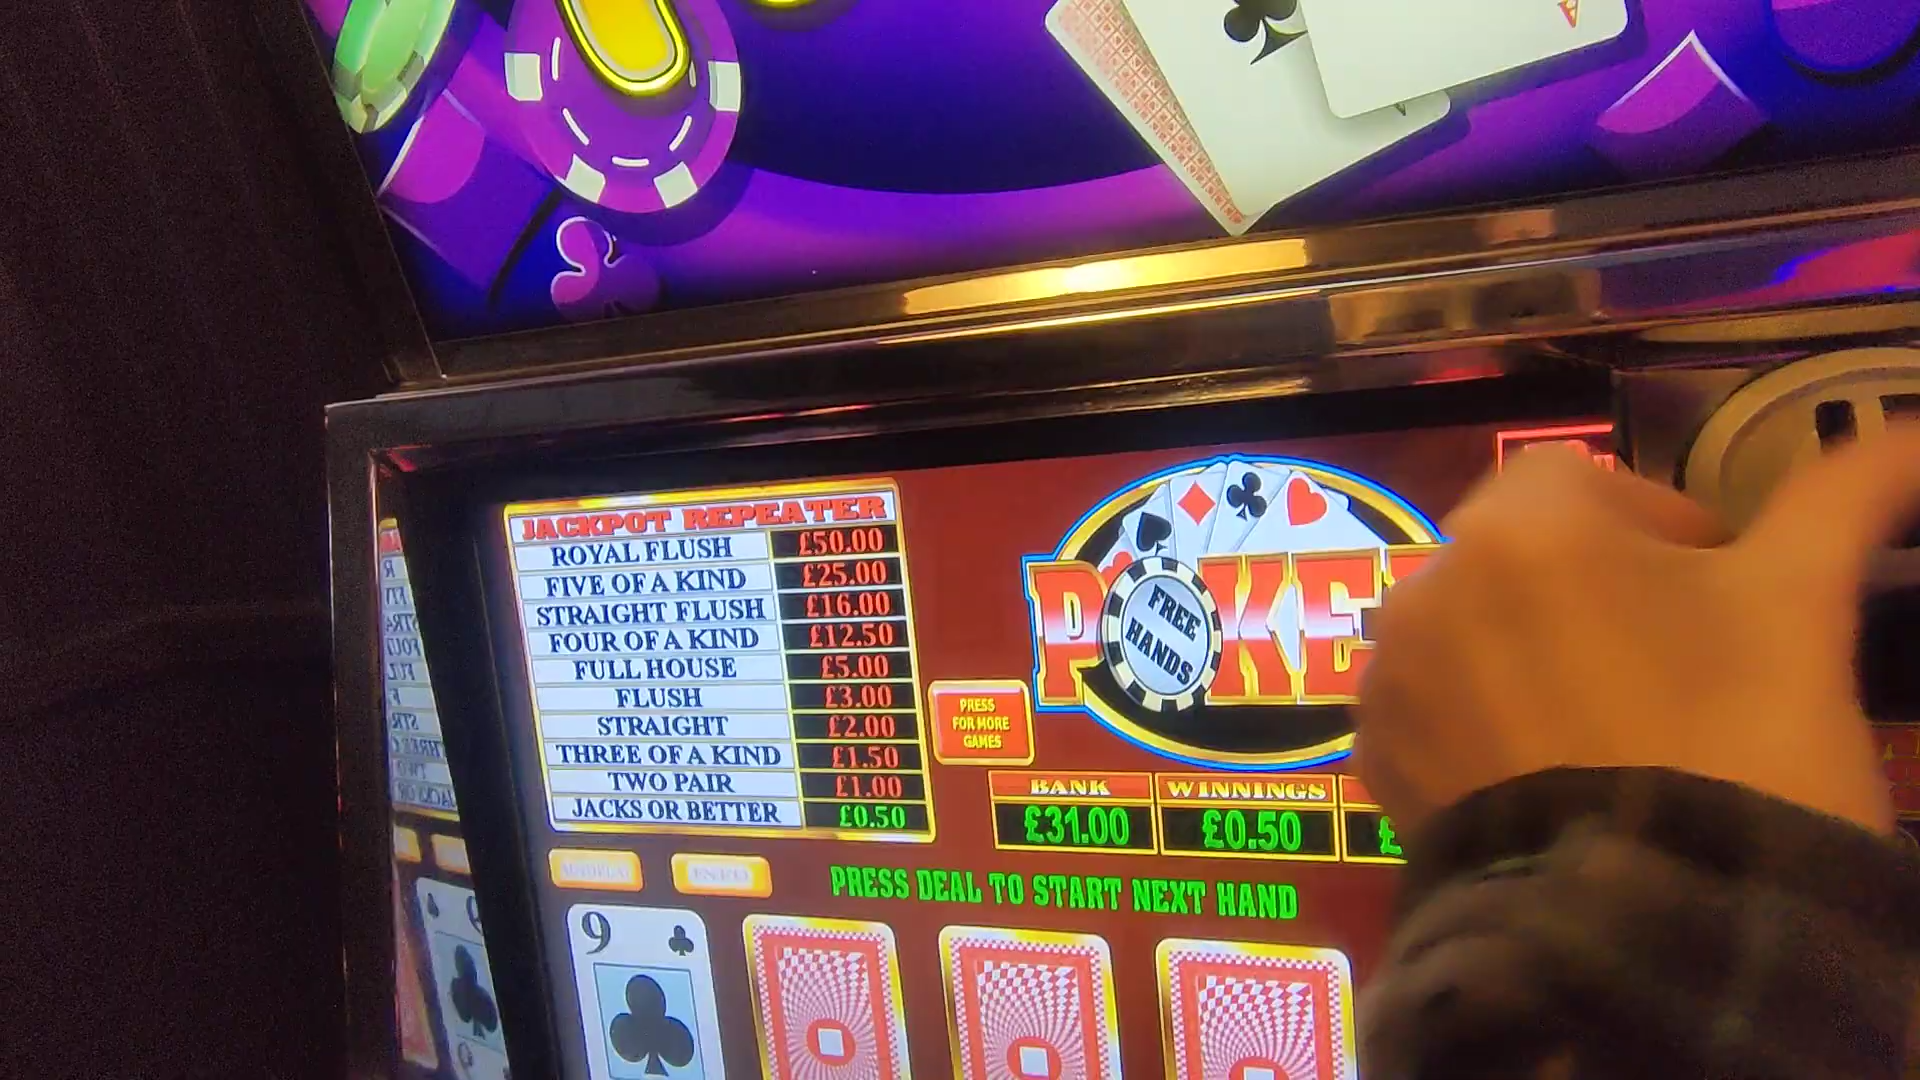 JACKPOT REPEATER
ROYAL FLUSH £50.00
FIVE OF A KIND £25.00
STRAIGHT FLUSH £16.00
FOUR OF A KIND £12.50
FULL HOUSE £5.00
FLUSH £3.00
STRAIGHT £2.00
THREE OF A KIND £1.50
TWO PAIR £1.00
JACKS OR BETTER £0.50
PRESS
FOR MORE
GAMES
FREE
HANDS
BANK WINNINGS
£31.00 £0.50 £
PRESS DEAL TO START NEXT HAND
9
A